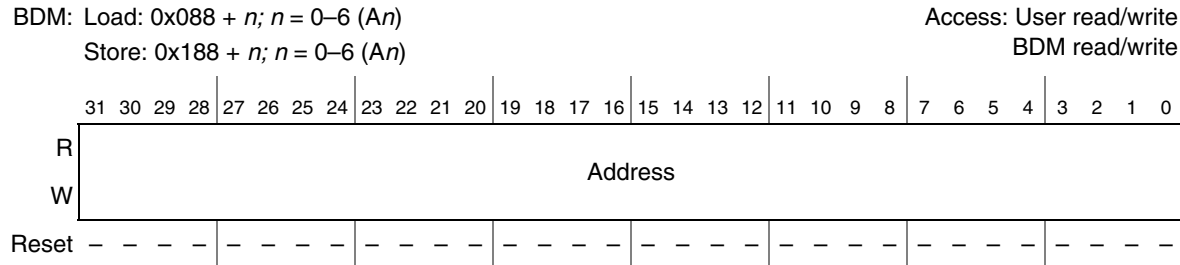 BDM: Load: 0x088 + n; n = 0–6 (An)
Store: 0x188 + n; n = 0–6 (An)
Access: User read/write
BDM read/write
31 30 29 28 27 26 25 24 23 22 21 20 19 18 17 16 15 14 13 12 11 10 9 8 7 6 5 4 3 2 1 0
R
Address
W
Reset – – – – – – – – – – – – – – – – – – – – – – – – – – – – – – – –